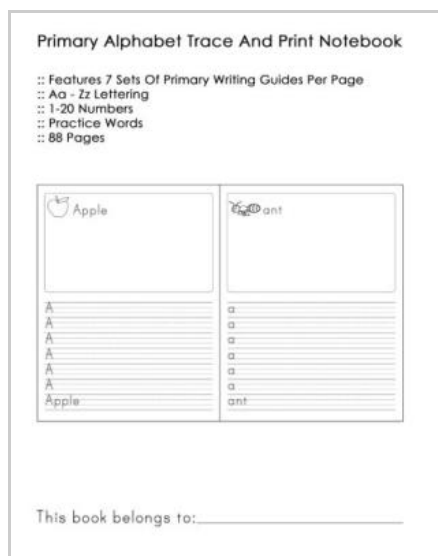 Primary Alphabet Trace And Print Notebook
:: Features 7 Sets Of Primary Writing Guides Per Page
:: Aa - Zz Lettering
:: 1-20 Numbers
:: Practice Words
:: 88 Pages
Apple
A
A
A
A
A
A
Apple
ant
a
a
a
a
a
a
ant
This book belongs to: